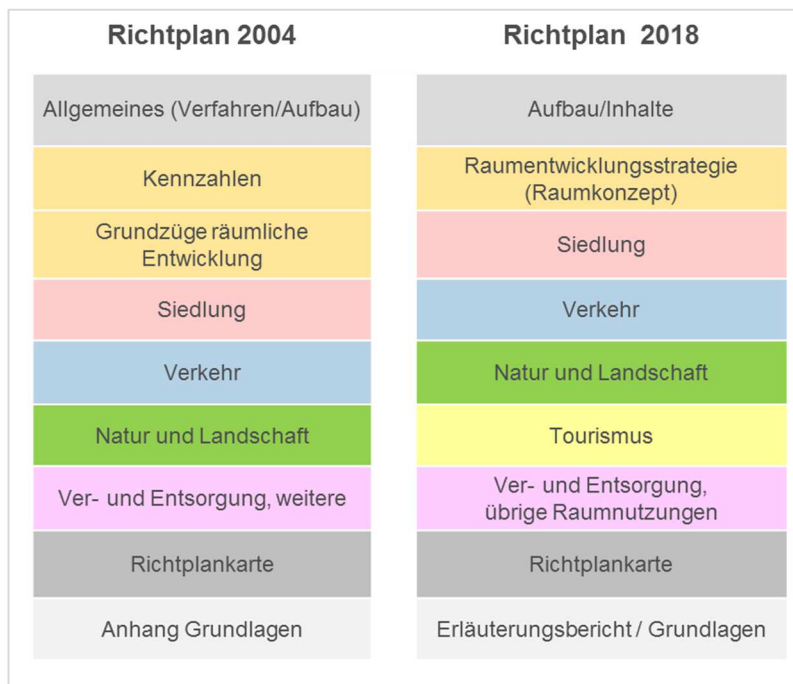 Richtplan 2004
Allgemeines (Verfahren/Aufbau)
Kennzahlen
Grundzüge räumliche
Entwicklung
Siedlung
Verkehr
Natur und Landschaft
Ver- und Entsorgung, weitere
Richtplankarte
Anhang Grundlagen
Richtplan 2018
Aufbau/Inhalte
Raumentwicklungsstrategie
(Raumkonzept)
Siedlung
Verkehr
Natur und Landschaft
Tourismus
Ver- und Entsorgung,
übrige Raumnutzungen
Richtplankarte
Erläuterungsbericht / Grundlagen